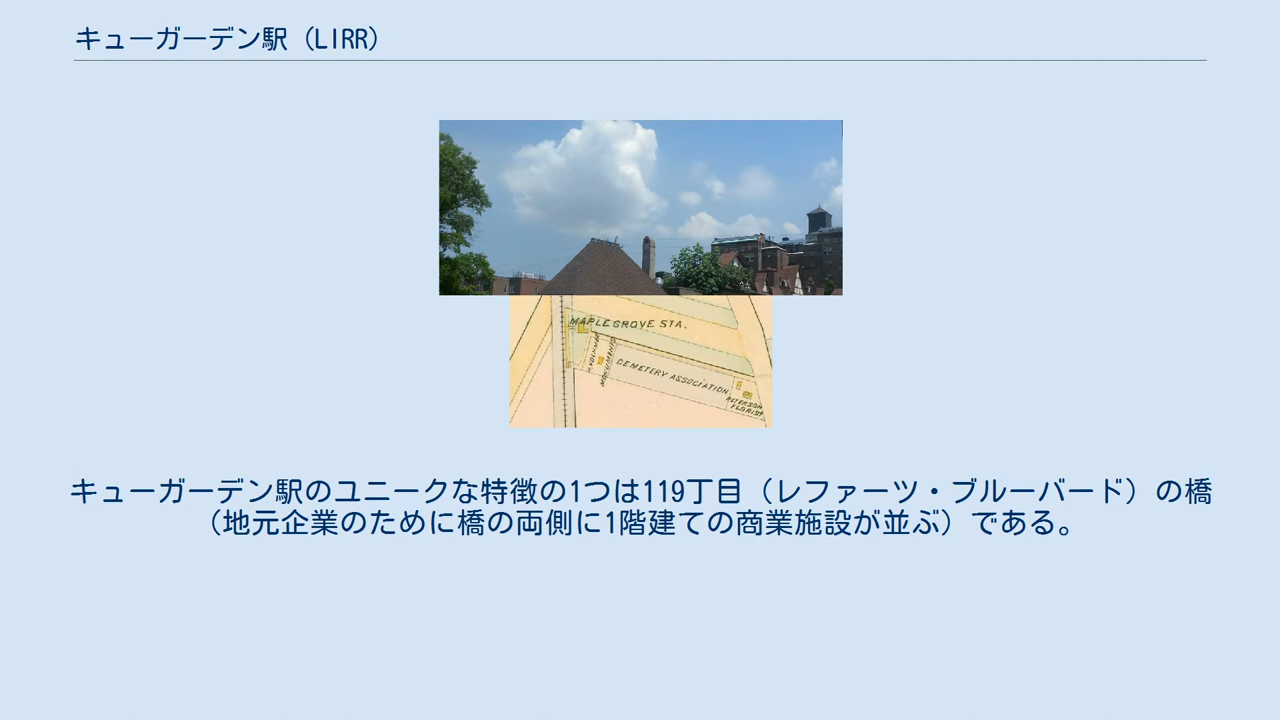 キューガーデン駅（LIRR）
MAPLE GROVE STA.
MONUMENTS
CEMETERY ASSOCIATION
PETERSON
FLORIST
キューガーデン駅のユニークな特徴の1つは119丁目（レファーツ・ブルーバード）の橋
（地元企業のために橋の両側に1階建ての商業施設が並ぶ）である。